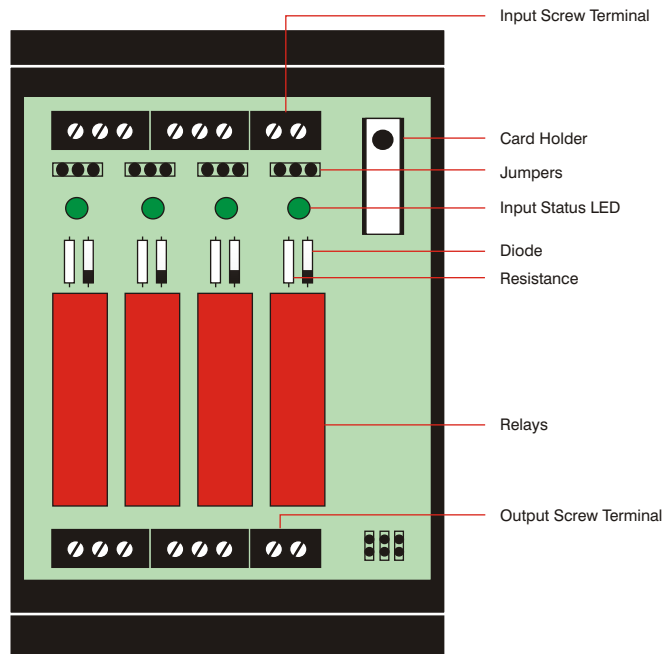 Input Screw Terminal
Card Holder
Jumpers
Input Status LED
Diode
Resistance
Relays
Output Screw Terminal